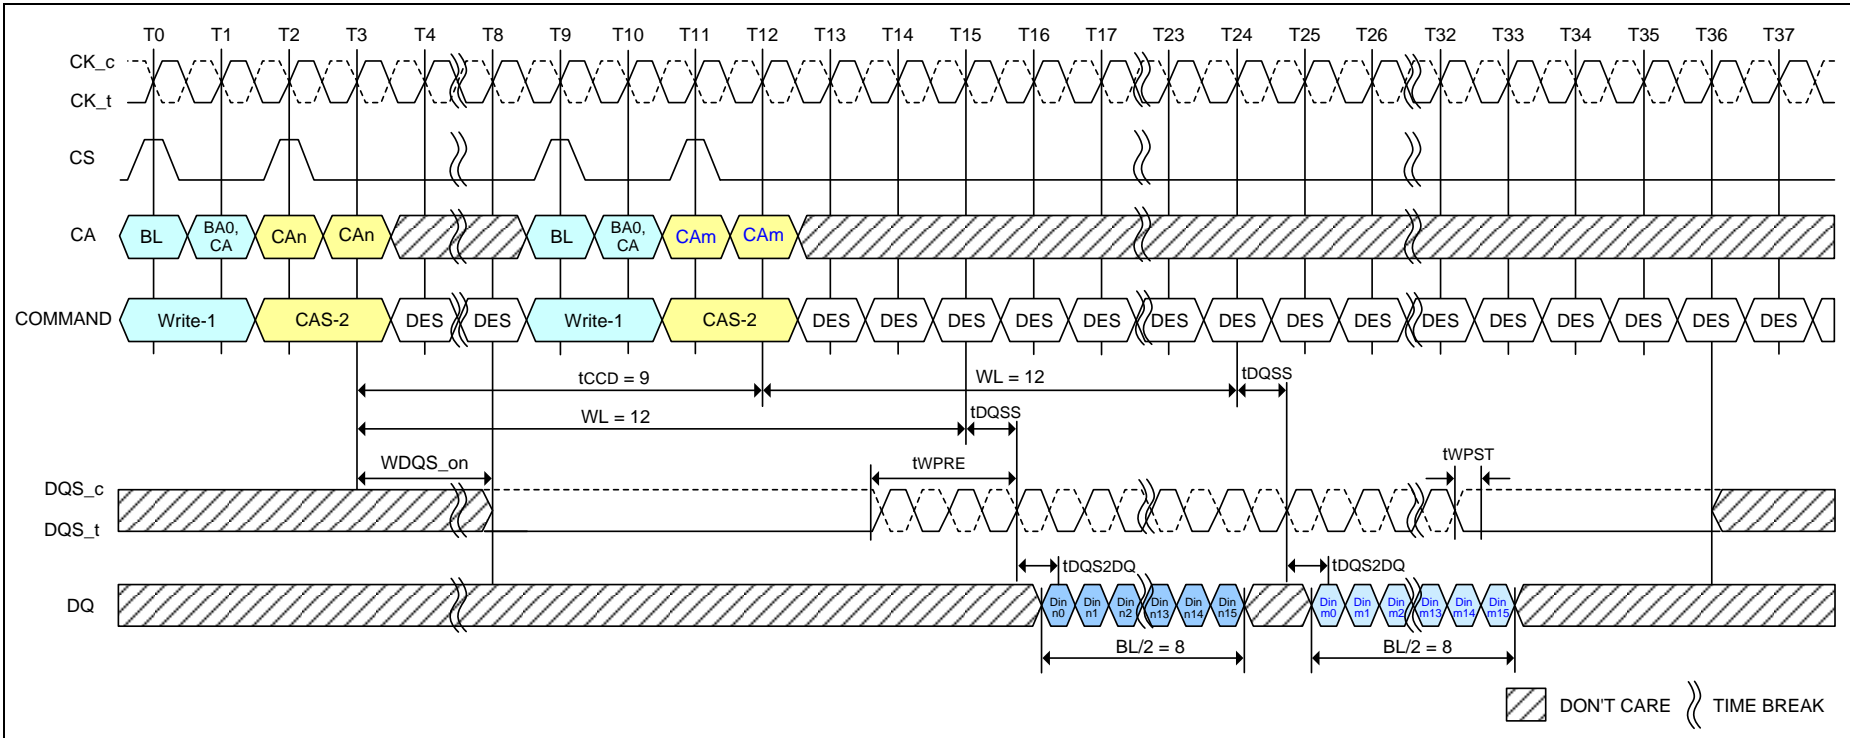 T0 T1 T2 T3 T4 T8 T9 T10 T11 T12 T13 T14 T15 T16 T17 T23 T24 T25 T26 T32 T33 T34 T35 T36 T37
CK_c
CK_t
CS
CA BL BA0, CA CAn CAn BL BA0, CA CAm CAm
COMMAND Write-1 CAS-2 DES DES Write-1 CAS-2 DES DES DES DES DES DES DES DES DES DES DES DES DES DES DES
tCCD = 9 WL = 12 tDQSS
WL = 12 tDQSS
WDQS_on tWPRE tWPST
DQS_c
DQS_t
tDQS2DQ tDQS2DQ
DQ Din n0 Din n1 Din n2 Din n13 Din n14 Din n15 Din m0 Din m1 Din m2 Din m13 Din m14 Din m15
BL/2 = 8 BL/2 = 8
DON'T CARE TIME BREAK